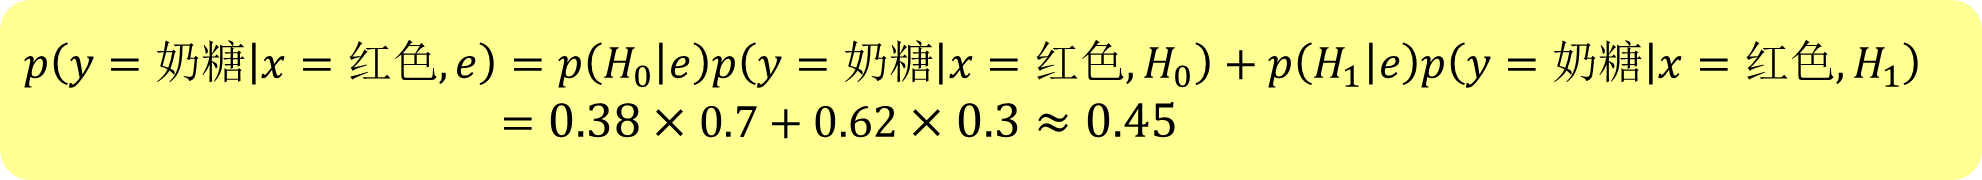 p(y = 奶糖|x = 红色, e) = p(H₀|e)p(y = 奶糖|x = 红色, H₀) + p(H₁|e)p(y = 奶糖|x = 红色, H₁)
= 0.38 × 0.7 + 0.62 × 0.3 ≈ 0.45